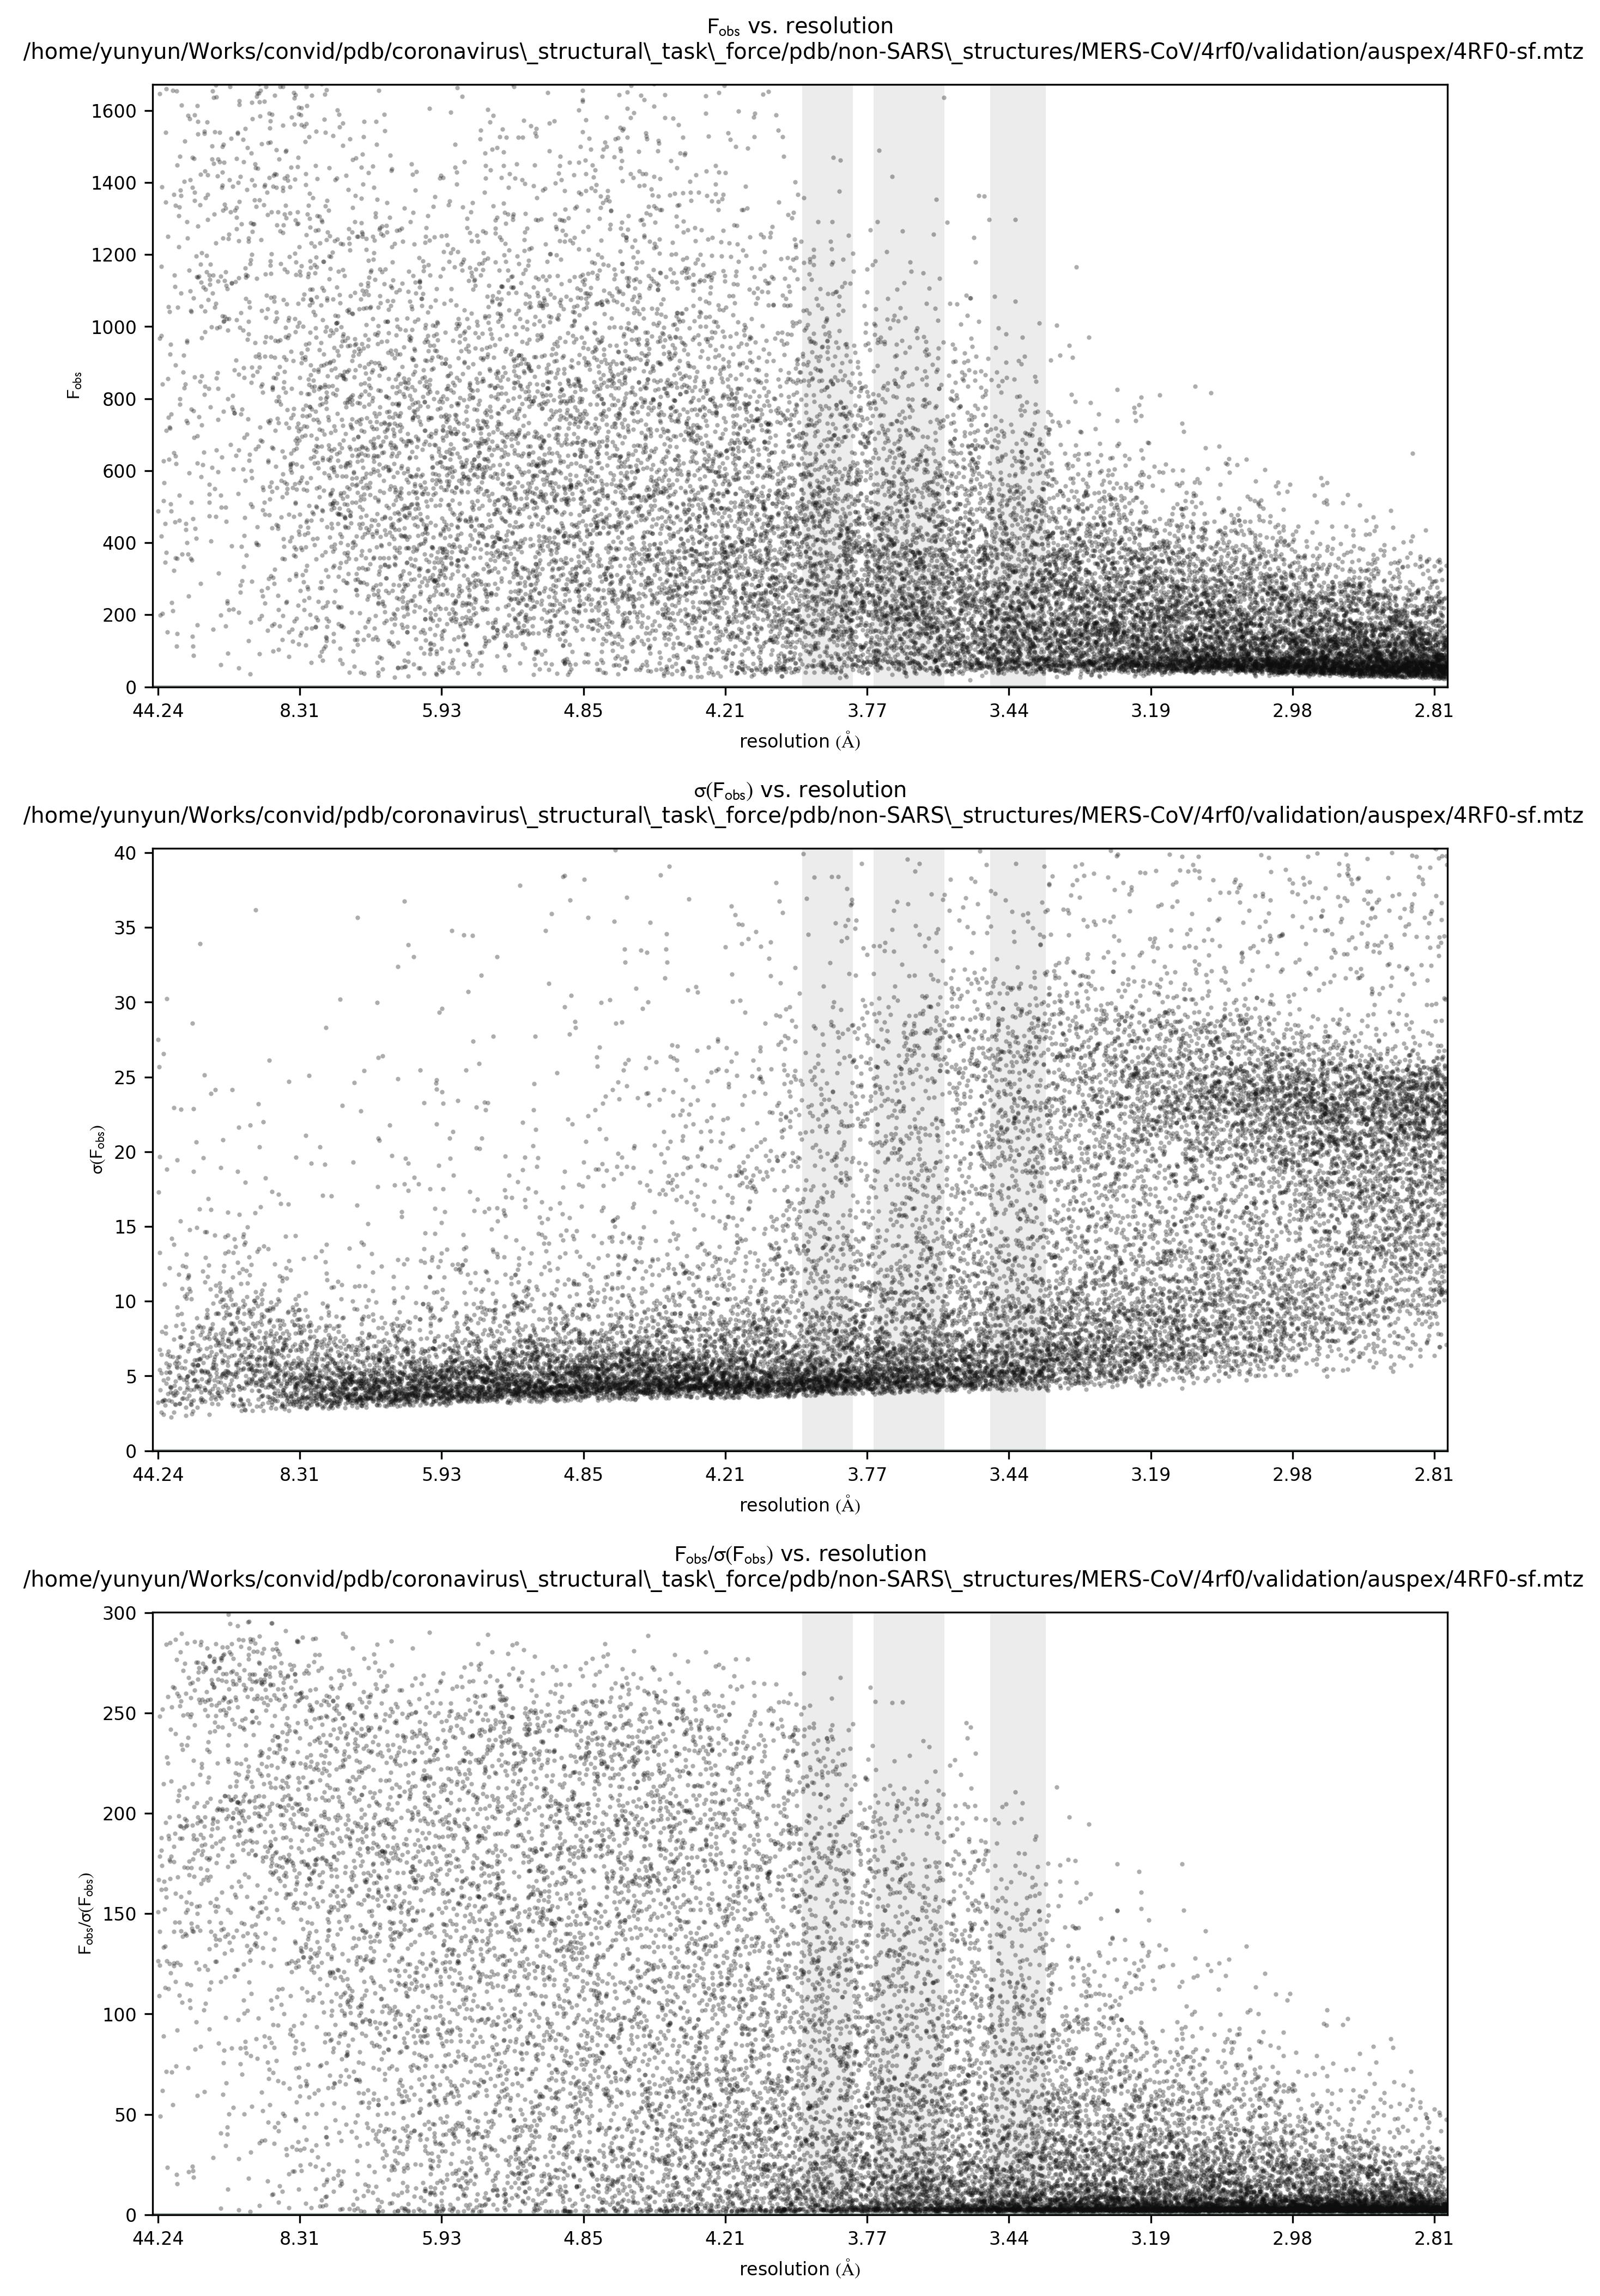 F_obs vs. resolution
/home/yunyun/Works/convid/pdb/coronavirus\_structural\_task\_force/pdb/non-SARS\_structures/MERS-CoV/4rf0/validation/auspex/4RF0-sf.mtz
1600
1400
1200
1000
800
600
400
200
0
F_obs
44.24 8.31 5.93 4.85 4.21 3.77 3.44 3.19 2.98 2.81
resolution (Å)
σ(F_obs) vs. resolution
/home/yunyun/Works/convid/pdb/coronavirus\_structural\_task\_force/pdb/non-SARS\_structures/MERS-CoV/4rf0/validation/auspex/4RF0-sf.mtz
40
35
30
25
20
15
10
5
0
σ(F_obs)
44.24 8.31 5.93 4.85 4.21 3.77 3.44 3.19 2.98 2.81
resolution (Å)
F_obs/σ(F_obs) vs. resolution
/home/yunyun/Works/convid/pdb/coronavirus\_structural\_task\_force/pdb/non-SARS\_structures/MERS-CoV/4rf0/validation/auspex/4RF0-sf.mtz
300
250
200
150
100
50
0
F_obs/σ(F_obs)
44.24 8.31 5.93 4.85 4.21 3.77 3.44 3.19 2.98 2.81
resolution (Å)